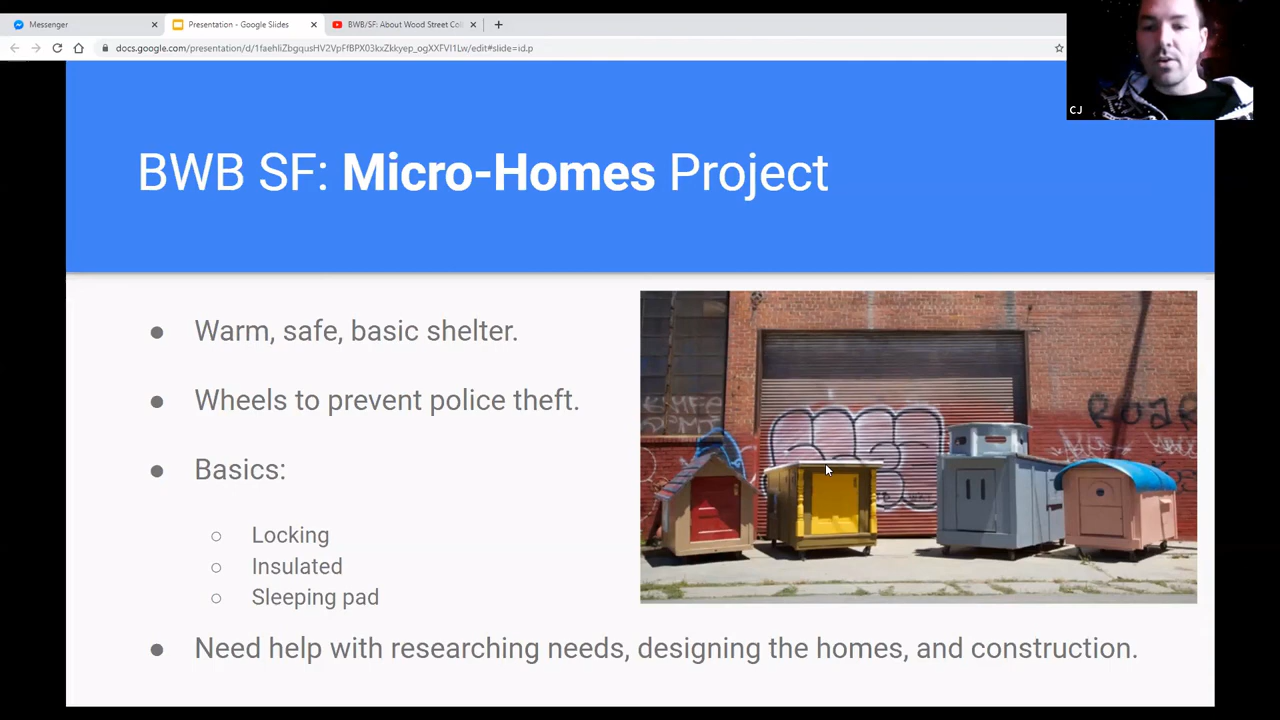 Messenger
Presentation - Google Slides
BWB/SF: About Wood Street Col
docs.google.com/presentation/d/1faehIiZbgqusHV2VpFfBPX03kxZkkyep_ogXXFVI1Lw/edit#slide=id.p
CJ
BWB SF: Micro-Homes Project
● Warm, safe, basic shelter.
● Wheels to prevent police theft.
● Basics:
○ Locking
○ Insulated
○ Sleeping pad
● Need help with researching needs, designing the homes, and construction.
ROAR